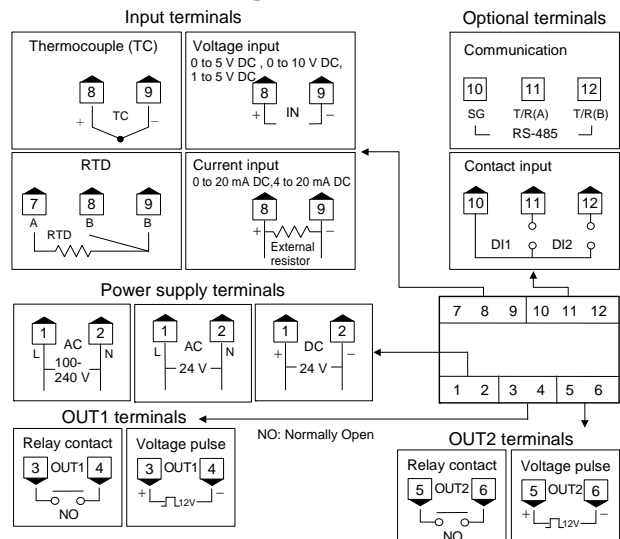 Input terminals
Thermocouple (TC)
8 9
TC
+ −
Voltage input
0 to 5 V DC , 0 to 10 V DC,
1 to 5 V DC
8 9
+ IN −
RTD
7 8 9
A B B
RTD
Current input
0 to 20 mA DC,4 to 20 mA DC
8 9
+ −
External
resistor
Optional terminals
Communication
10 11 12
SG T/R(A) T/R(B)
RS-485
Contact input
10 11 12
DI1 DI2
Power supply terminals
1 2
AC
L N
100-
240 V
1 2
AC
L N
24 V
1 2
DC
+ −
24 V
7 8 9 10 11 12
1 2 3 4 5 6
OUT1 terminals
NO: Normally Open
Relay contact
3 OUT1 4
NO
Voltage pulse
3 OUT1 4
+ −
12V
OUT2 terminals
Relay contact
5 OUT2 6
NO
Voltage pulse
5 OUT2 6
+ −
12V